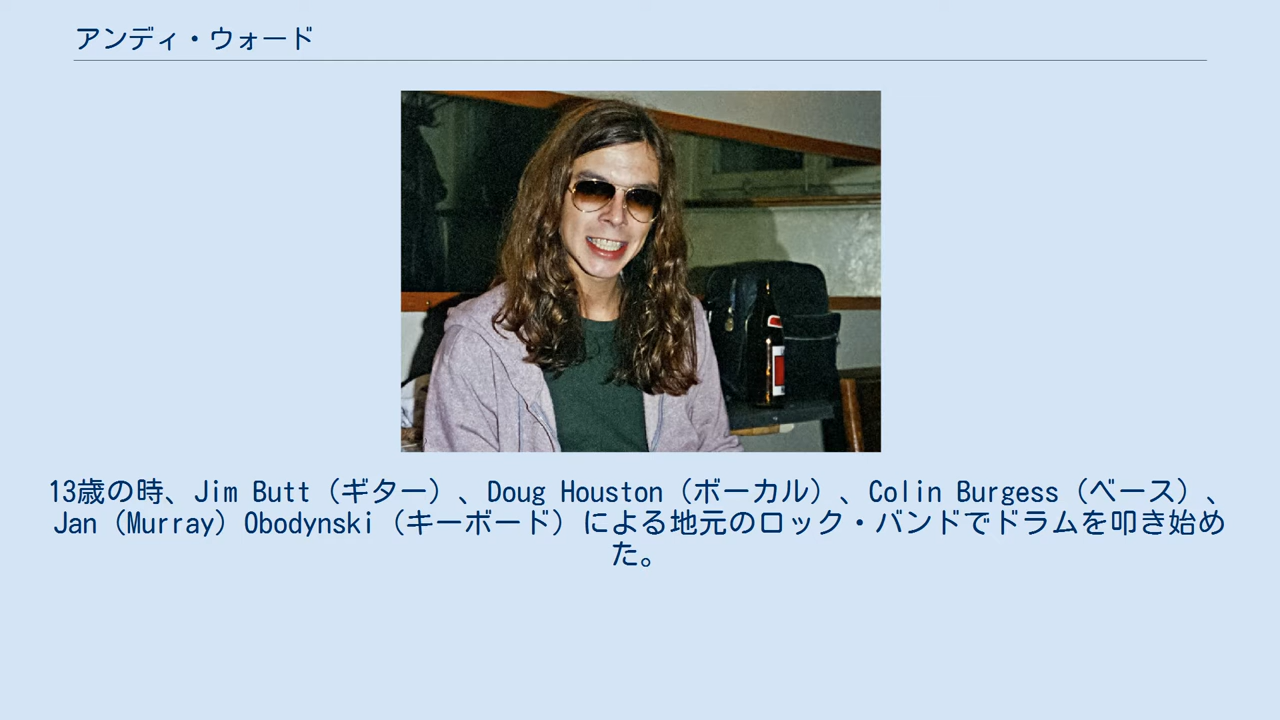 アンディ・ウォード
13歳の時、Jim Butt（ギター）、Doug Houston（ボーカル）、Colin Burgess（ベース）、
Jan（Murray）Obodynski（キーボード）による地元のロック・バンドでドラムを叩き始め
た。